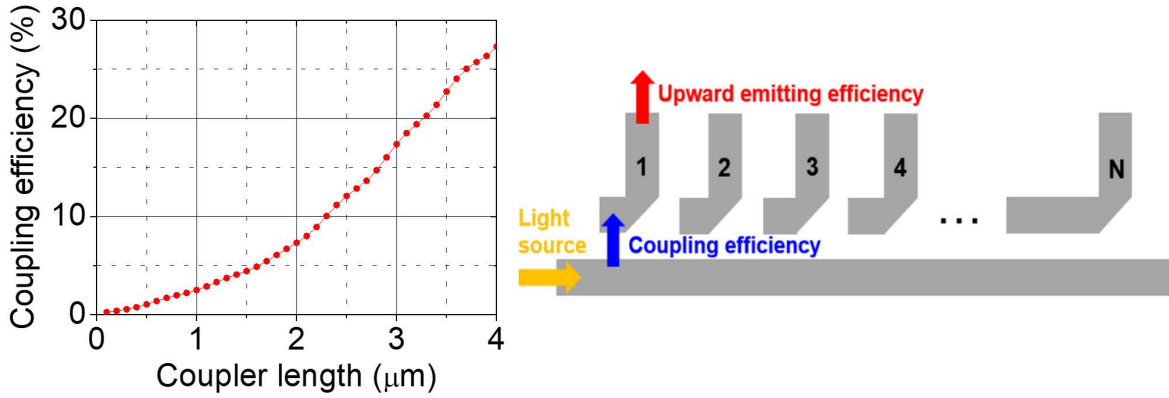 Coupling efficiency (%)
30
20
10
0
0 1 2 3 4
Coupler length (μm)
Upward emitting efficiency
1 2 3 4 N
...
Light
source
Coupling efficiency